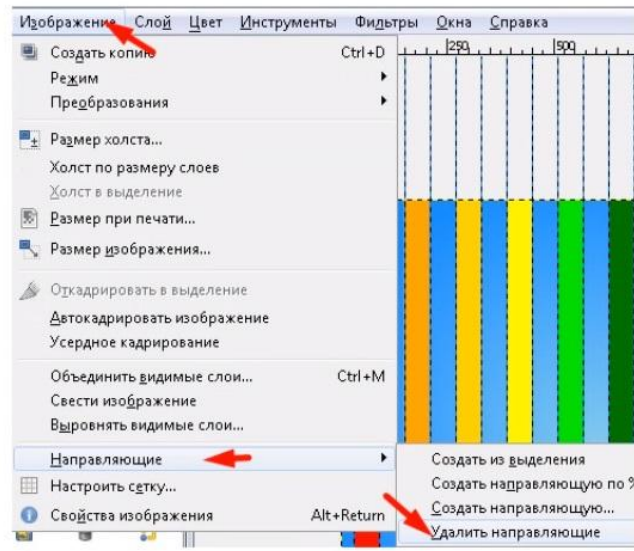 Изображение Слой Цвет Инструменты Фильтры Окна Справка
Создать копию Ctrl+D
Режим
Преобразования
250 500
Размер холста...
Холст по размеру слоев
Холст в выделение
Размер при печати...
Размер изображения...
Откадрировать в выделение
Автокадрировать изображение
Усердное кадрирование
Объединить видимые слои... Ctrl+M
Свести изображение
Выровнять видимые слои...
Направляющие
Настроить сетку...
Свойства изображения Alt+Return
Создать из выделения
Создать направляющую по %
Создать направляющую...
Удалить направляющие